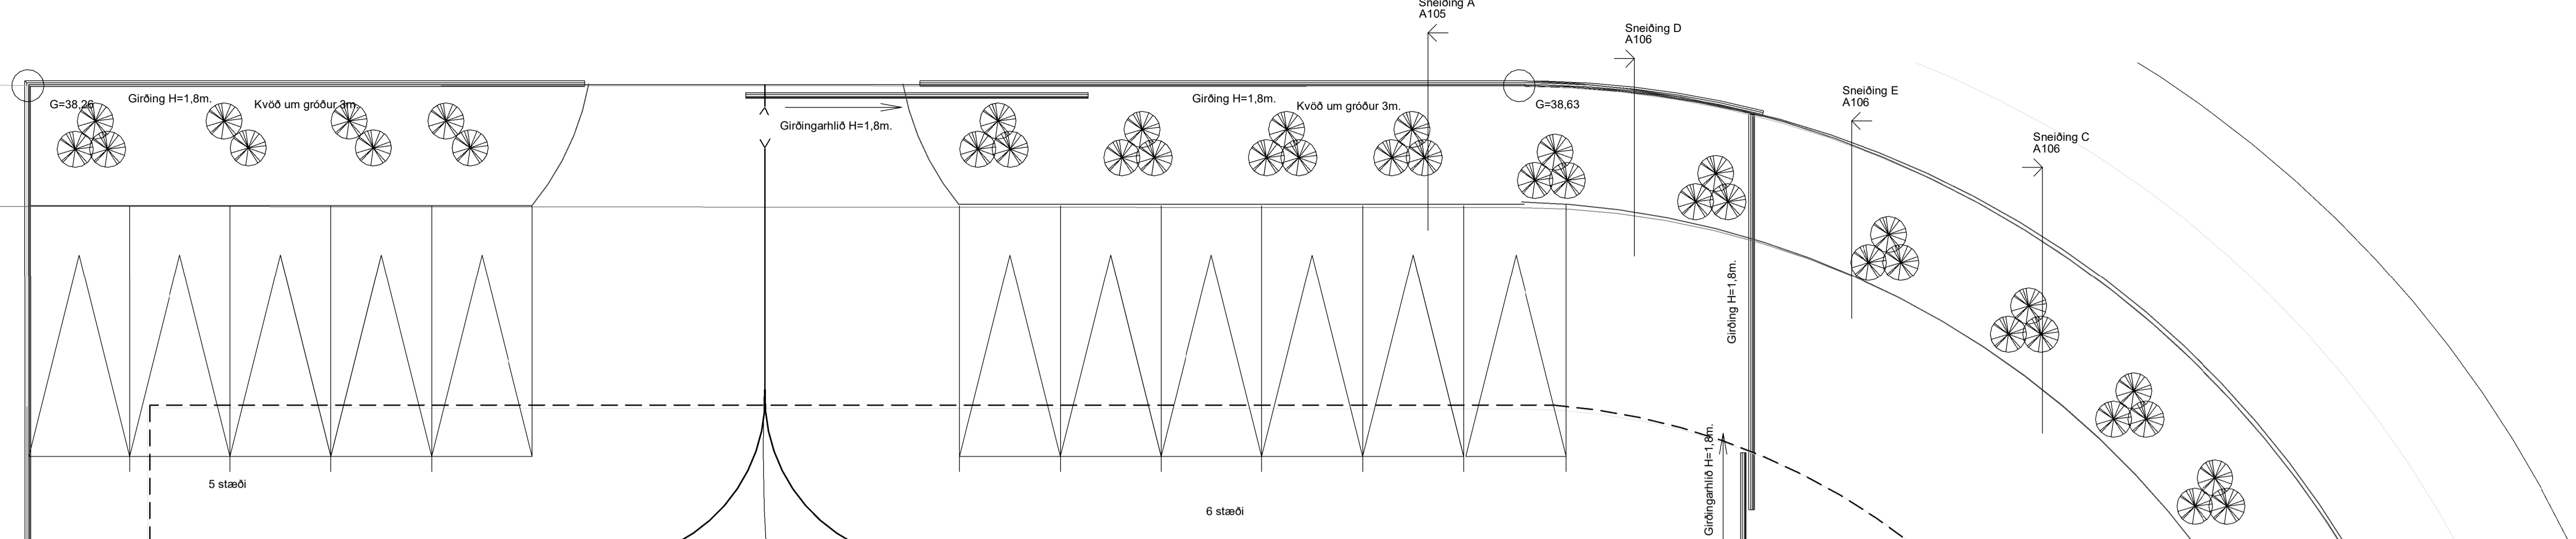 Sneiðing A
A105
Sneiðing D
A106
Sneiðing E
A106
Sneiðing C
A106
G=38,26
Girðing H=1,8m.
Kvöð um gróður 3m.
Girðingarhlið H=1,8m.
Girðing H=1,8m.
Kvöð um gróður 3m.
G=38,63
Girðing H=1,8m.
Girðingarhlið H=1,8m.
5 stæði
6 stæði